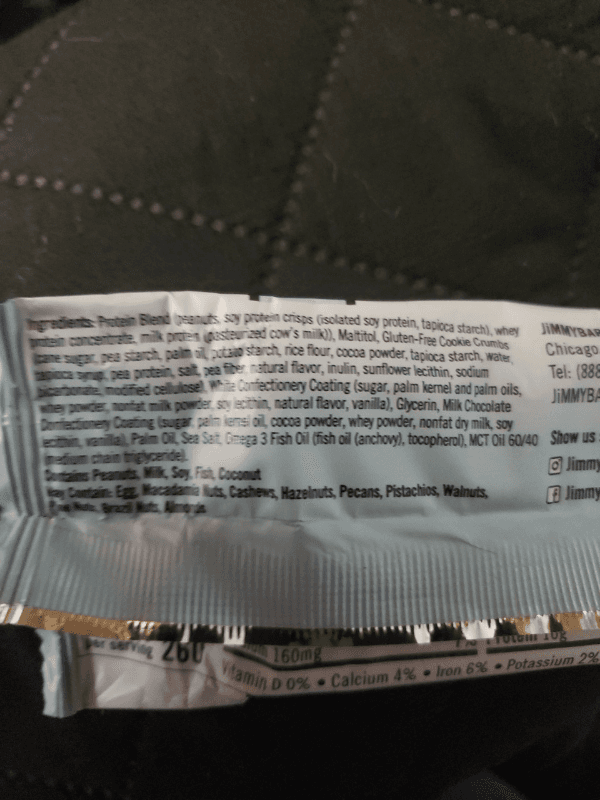 Ingredients: Protein Blend (peanuts, soy protein crisps (isolated soy protein, tapioca starch), whey
protein concentrate, milk protein (pasteurized cow's milk)), Maltitol, Gluten-Free Cookie Crumbs
(cane sugar, pea starch, palm oil, potato starch, rice flour, cocoa powder, tapioca starch, water,
tapioca syrup, pea protein, salt, pea fiber, natural flavor, inulin, sunflower lecithin, sodium
bicarbonate, modified cellulose), White Confectionery Coating (sugar, palm kernel and palm oils,
whey powder, nonfat milk powder, soy lecithin, natural flavor, vanilla), Glycerin, Milk Chocolate
Confectionery Coating (sugar, palm kernel oil, cocoa powder, whey powder, nonfat dry milk, soy
lecithin, vanilla), Palm Oil, Sea Salt, Omega 3 Fish Oil (fish oil (anchovy), tocopherol), MCT Oil 60/40
(medium chain triglyceride).
Contains Peanuts, Milk, Soy, Fish, Coconut
May Contain: Egg, Macadamia Nuts, Cashews, Hazelnuts, Pecans, Pistachios, Walnuts,
Nuts, Brazil Nuts, Almonds
JiMMYBAR
Chicago
Tel: (888
JiMMYBA
Show us
Jimmy
Jimmy
per serving 260
160mg
Protein 10g
Vitamin D 0% • Calcium 4% • Iron 6% • Potassium 2%